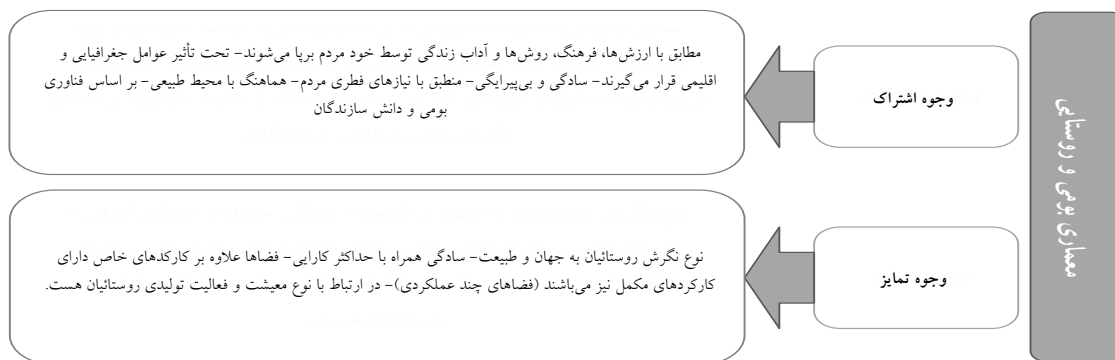 معماری بومی و روستایی
وجوه اشتراک
مطابق با ارزش‌ها، فرهنگ، روش‌ها و آداب زندگی توسط خود مردم برپا می‌شوند- تحت تأثیر عوامل جغرافیایی و
اقلیمی قرار می‌گیرند- سادگی و بی‌پیرایگی- منطبق با نیازهای فطری مردم- هماهنگ با محیط طبیعی- بر اساس فناوری
بومی و دانش سازندگان
وجوه تمایز
نوع نگرش روستائیان به جهان و طبیعت- سادگی همراه با حداکثر کارایی- فضاها علاوه بر کارکدهای خاص دارای
کارکردهای مکمل نیز می‌باشند (فضاهای چند عملکردی)- در ارتباط با نوع معیشت و فعالیت تولیدی روستائیان هست.